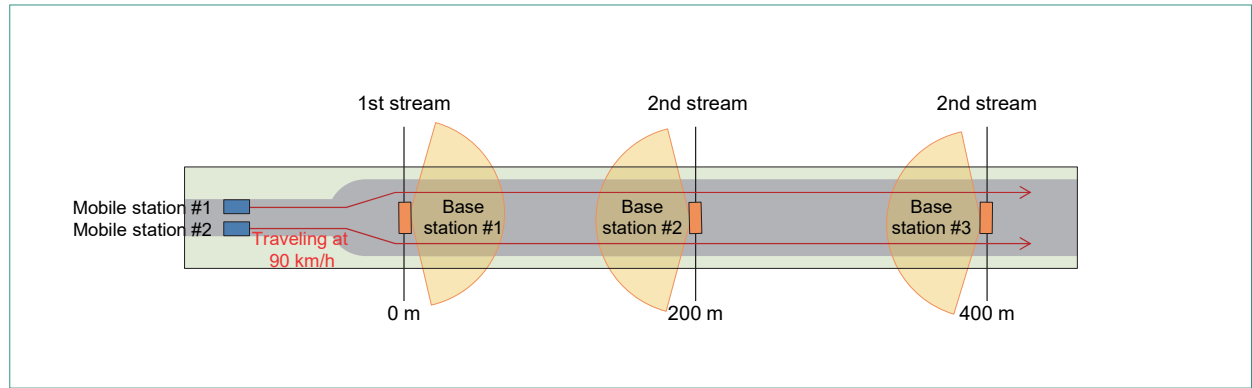 1st stream
2nd stream
2nd stream
Mobile station #1
Mobile station #2
Traveling at
90 km/h
Base
station #1
Base
station #2
Base
station #3
0 m
200 m
400 m